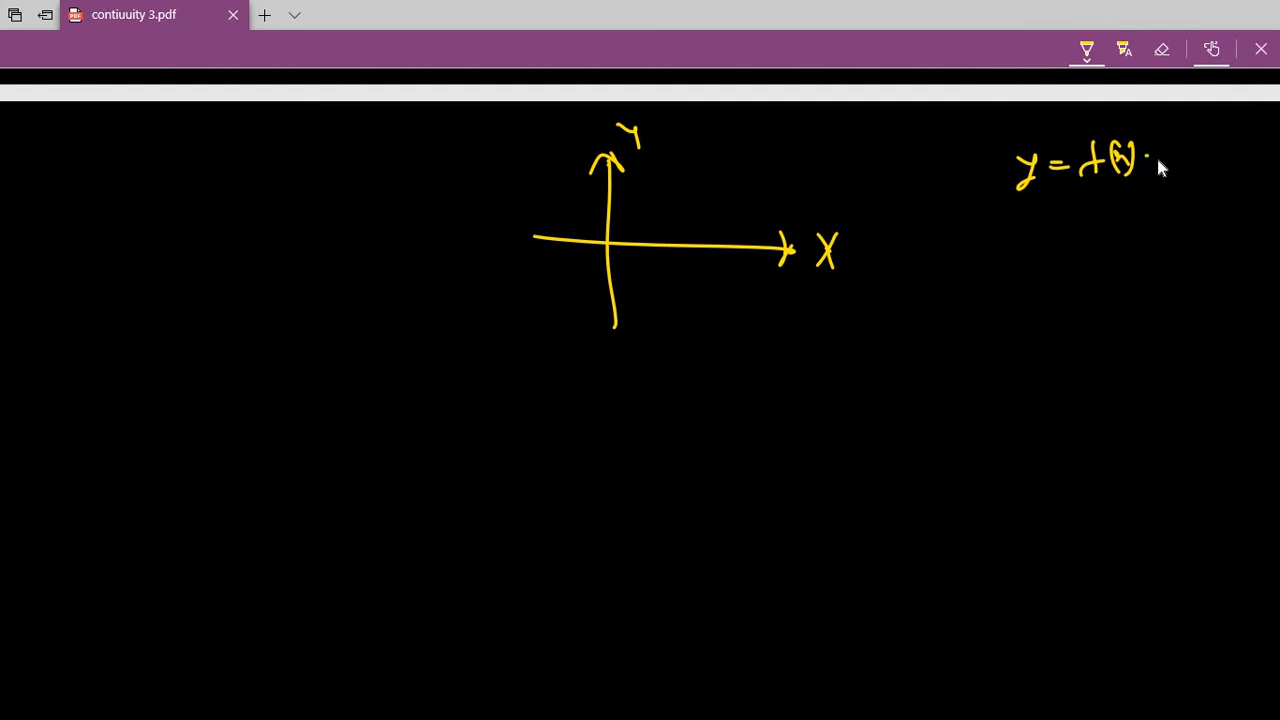 contiuuity 3.pdf
Y
y = f(x)
X